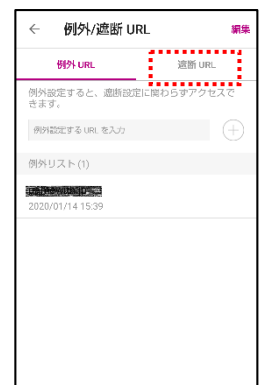 ← 例外/遮断 URL 編集
例外 URL 遮断 URL
例外設定すると、遮断設定に関わらずアクセスで
きます。
例外設定する URL を入力
例外リスト (1)
2020/01/14 15:39